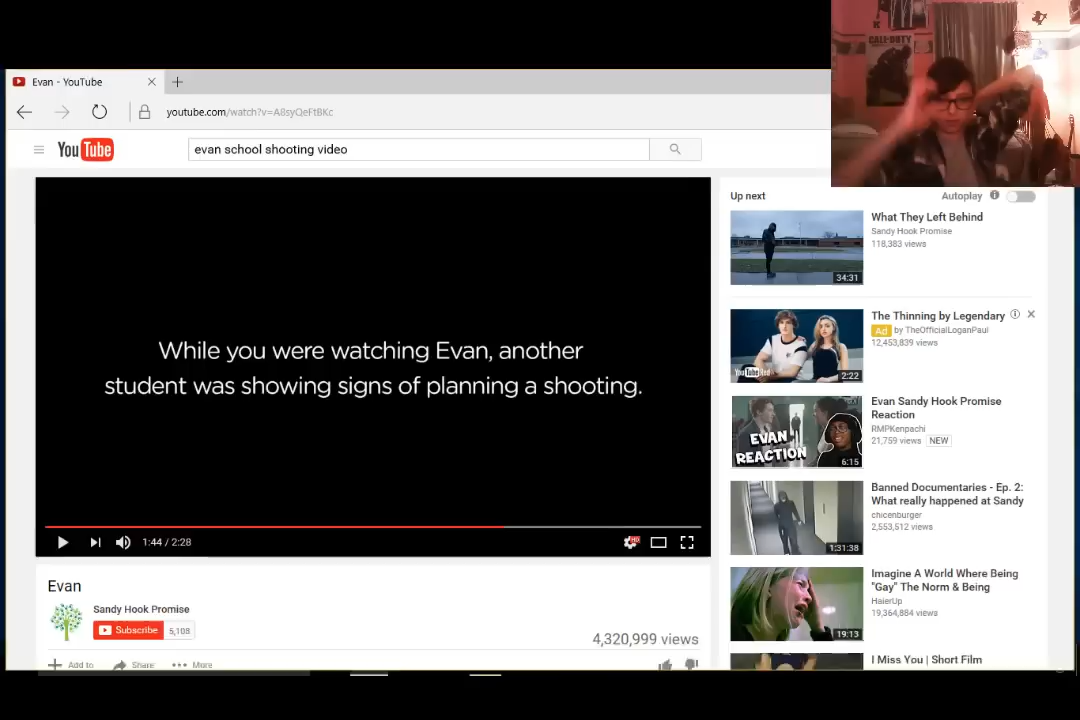 Evan - YouTube
youtube.com/watch?v=A8syQeFtBKc
YouTube
evan school shooting video
CALL OF DUTY
While you were watching Evan, another
student was showing signs of planning a shooting.
1:44 / 2:28
HD
Evan
Sandy Hook Promise
Subscribe 5,108
4,320,999 views
Add to Share More
Up next Autoplay
What They Left Behind
Sandy Hook Promise
118,383 views
34:31
The Thinning by Legendary
Ad by TheOfficialLoganPaul
12,453,839 views
YouTube Red
2:22
Evan Sandy Hook Promise
Reaction
RMPKenpachi
21,759 views NEW
EVAN
REACTION
6:15
Banned Documentaries - Ep. 2:
What really happened at Sandy
chicenburger
2,553,512 views
1:31:38
Imagine A World Where Being
"Gay" The Norm & Being
HaierUp
19,364,884 views
19:13
I Miss You | Short Film